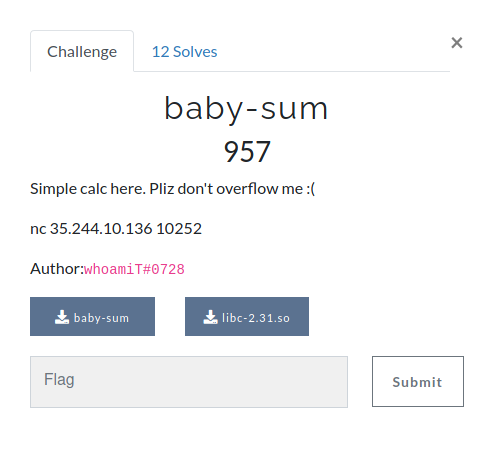 Challenge
12 Solves
×
baby-sum
957
Simple calc here. Pliz don't overflow me :(
nc 35.244.10.136 10252
Author:whoamiT#0728
baby-sum
libc-2.31.so
Flag
Submit